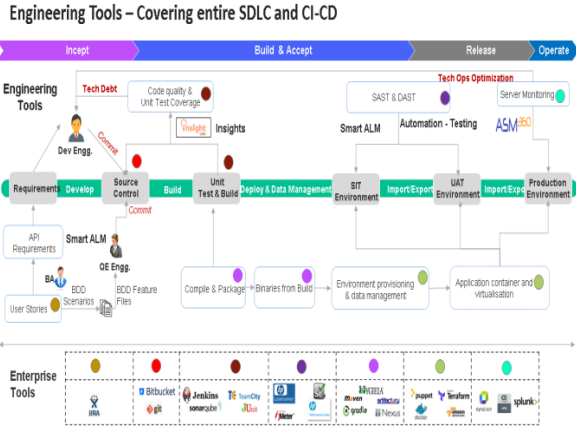 Engineering Tools – Covering entire SDLC and CI-CD
Incept
Build & Accept
Release
Operate
Engineering
Tools
Tech Debt
Code quality &
Unit Test Coverage
SAST & DAST
Tech Ops Optimization
Server Monitoring
insight
Insights
Smart ALM
Automation - Testing
ASM360
Dev Engg.
Commit
Requirements
Develop
Source
Control
Build
Unit
Test & Build
Deploy & Data Management
SIT
Environment
Import/Export
UAT
Environment
Import/Expo
Production
Environment
Commit
API
Requirements
Smart ALM
QE Engg.
BA
BDD
Scenarios
BDD Feature
Files
User Stories
Compile & Package
Binaries from Build
Environment provisioning
& data management
Application container and
virtualisation
Enterprise
Tools
JIRA
Bitbucket
git
Jenkins
sonarqube
TeamCity
JUnit
JMeter
maven
gradle
Nexus
puppet
Terraform
docker
amazon
splunk>